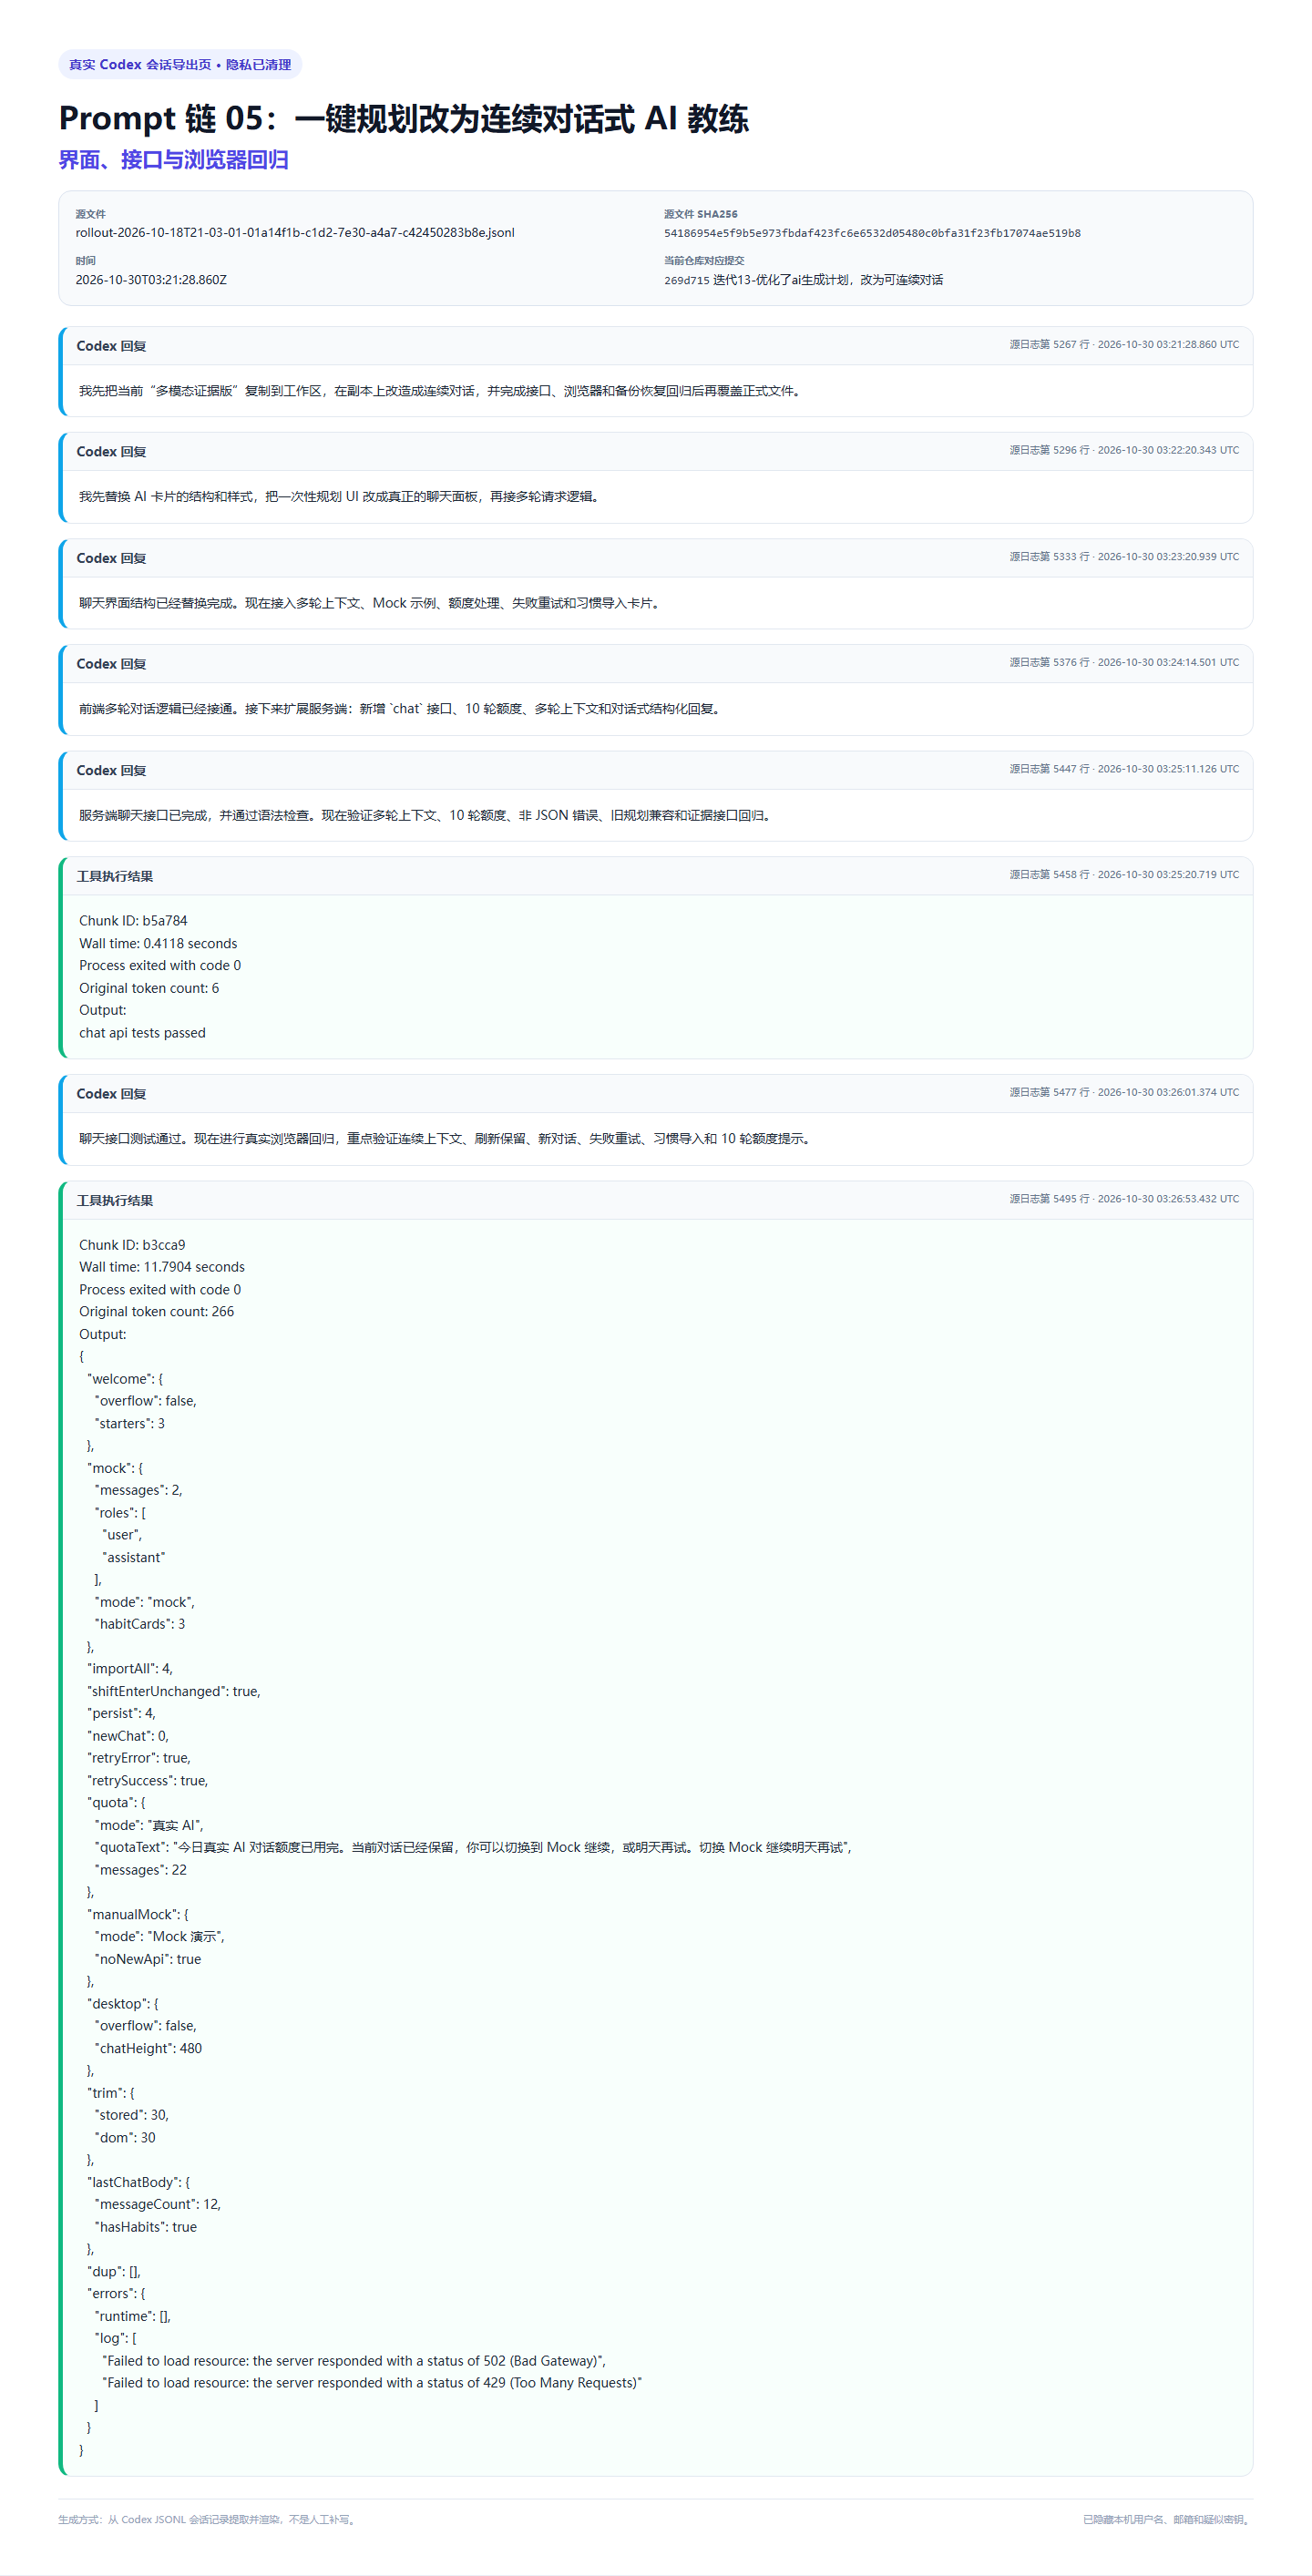 真实 Codex 会话导出页 • 隐私已清理
Prompt 链 05：一键规划改为连续对话式 AI 教练
界面、接口与浏览器回归
源文件
rollout-2026-10-18T21-03-01-01a14f1b-c1d2-7e30-a4a7-c42450283b8e.jsonl
源文件 SHA256
54186954e5f9b5e973fbdaf423fc6e6532d05480c0bfa31f23fb17074ae519b8
时间
2026-10-30T03:21:28.860Z
当前仓库对应提交
269d715 迭代13-优化了ai生成计划，改为可连续对话
Codex 回复
源日志第 5267 行 · 2026-10-30 03:21:28.860 UTC
我先把当前“多模态证据版”复制到工作区，在副本上改造成连续对话，并完成接口、浏览器和备份恢复回归后再覆盖正式文件。
Codex 回复
源日志第 5296 行 · 2026-10-30 03:22:20.343 UTC
我先替换 AI 卡片的结构和样式，把一次性规划 UI 改成真正的聊天面板，再接多轮请求逻辑。
Codex 回复
源日志第 5333 行 · 2026-10-30 03:23:20.939 UTC
聊天界面结构已经替换完成。现在接入多轮上下文、Mock 示例、额度处理、失败重试和习惯导入卡片。
Codex 回复
源日志第 5376 行 · 2026-10-30 03:24:14.501 UTC
前端多轮对话逻辑已经接通。接下来扩展服务端：新增 `chat` 接口、10 轮额度、多轮上下文和对话式结构化回复。
Codex 回复
源日志第 5447 行 · 2026-10-30 03:25:11.126 UTC
服务端聊天接口已完成，并通过语法检查。现在验证多轮上下文、10 轮额度、非 JSON 错误、旧规划兼容和证据接口回归。
工具执行结果
源日志第 5458 行 · 2026-10-30 03:25:20.719 UTC
Chunk ID: b5a784
Wall time: 0.4118 seconds
Process exited with code 0
Original token count: 6
Output:
chat api tests passed
Codex 回复
源日志第 5477 行 · 2026-10-30 03:26:01.374 UTC
聊天接口测试通过。现在进行真实浏览器回归，重点验证连续上下文、刷新保留、新对话、失败重试、习惯导入和 10 轮额度提示。
工具执行结果
源日志第 5495 行 · 2026-10-30 03:26:53.432 UTC
Chunk ID: b3cca9
Wall time: 11.7904 seconds
Process exited with code 0
Original token count: 266
Output:
{
"welcome": {
"overflow": false,
"starters": 3
},
"mock": {
"messages": 2,
"roles": [
"user",
"assistant"
],
"mode": "mock",
"habitCards": 3
},
"importAll": 4,
"shiftEnterUnchanged": true,
"persist": 4,
"newChat": 0,
"retryError": true,
"retrySuccess": true,
"quota": {
"mode": "真实 AI",
"quotaText": "今日真实 AI 对话额度已用完。当前对话已经保留，你可以切换到 Mock 继续，或明天再试。切换 Mock 继续明天再试",
"messages": 22
},
"manualMock": {
"mode": "Mock 演示",
"noNewApi": true
},
"desktop": {
"overflow": false,
"chatHeight": 480
},
"trim": {
"stored": 30,
"dom": 30
},
"lastChatBody": {
"messageCount": 12,
"hasHabits": true
},
"dup": [],
"errors": {
"runtime": [],
"log": [
"Failed to load resource: the server responded with a status of 502 (Bad Gateway)",
"Failed to load resource: the server responded with a status of 429 (Too Many Requests)"
]
}
}
生成方式：从 Codex JSONL 会话记录提取并渲染，不是人工补写。
已隐藏本机用户名、邮箱和疑似密钥。